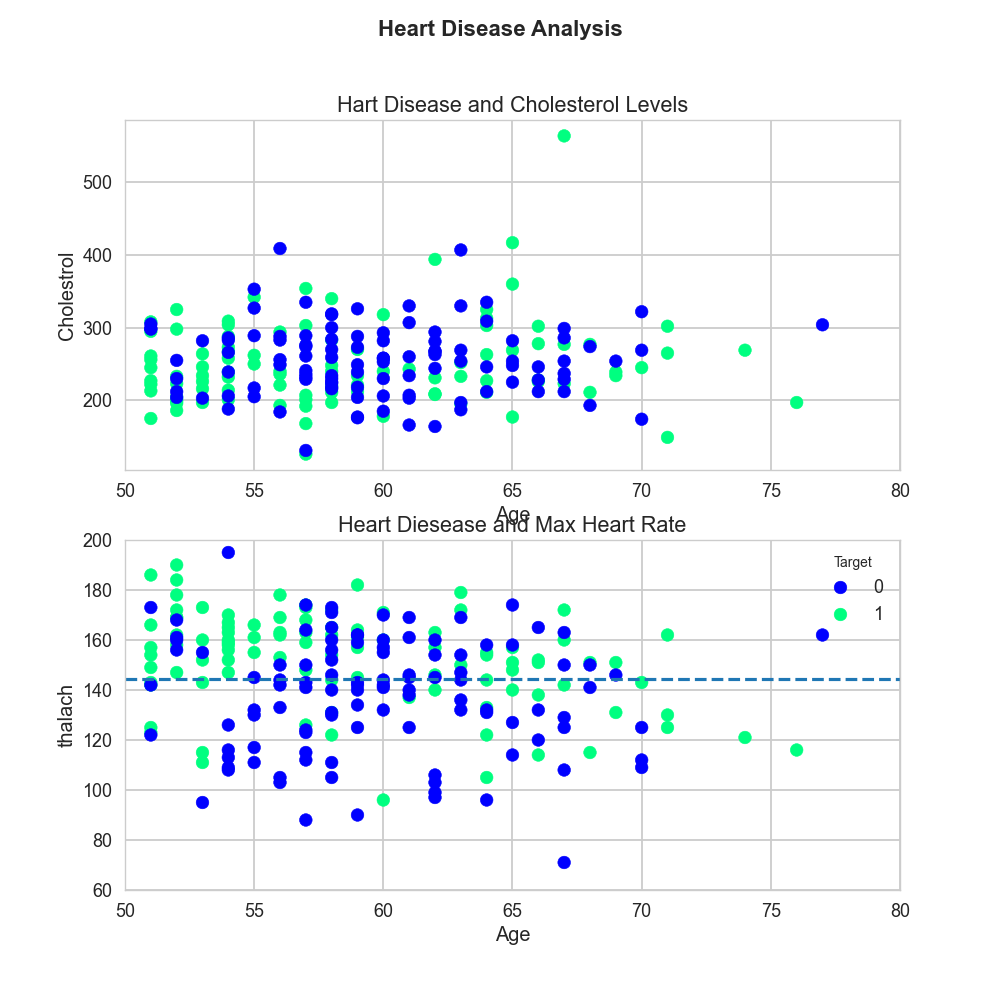 Heart Disease Analysis
Hart Disease and Cholesterol Levels
Cholestrol
500
400
300
200
50 55 60 65 70 75 80
Age
Heart Diesease and Max Heart Rate
thalach
200
180
160
140
120
100
80
60
Target
0
1
50 55 60 65 70 75 80
Age